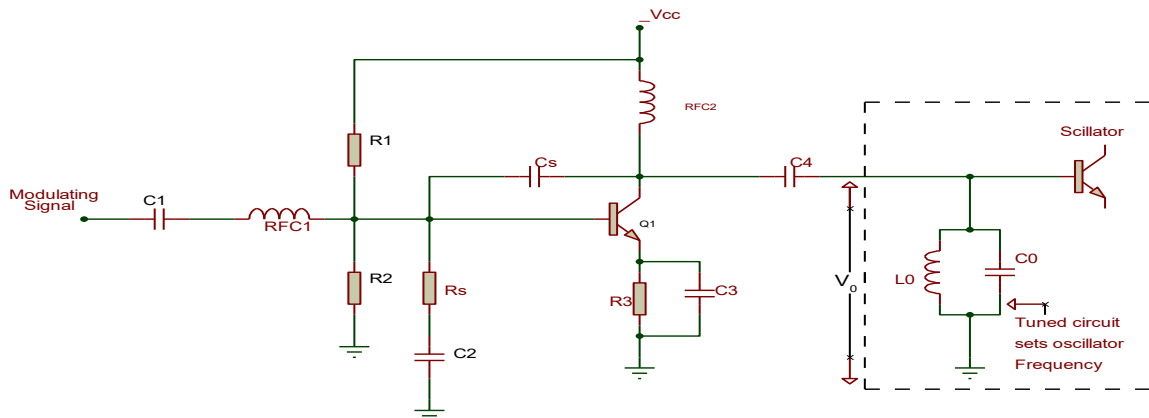 _Vcc
RFC2
Scillator
R1
Cs
C4
Modulating
Signal
C1
RFC1
Q1
R2
Rs
R3
C3
V0
L0
C0
C2
Tuned circuit
sets oscillator
Frequency